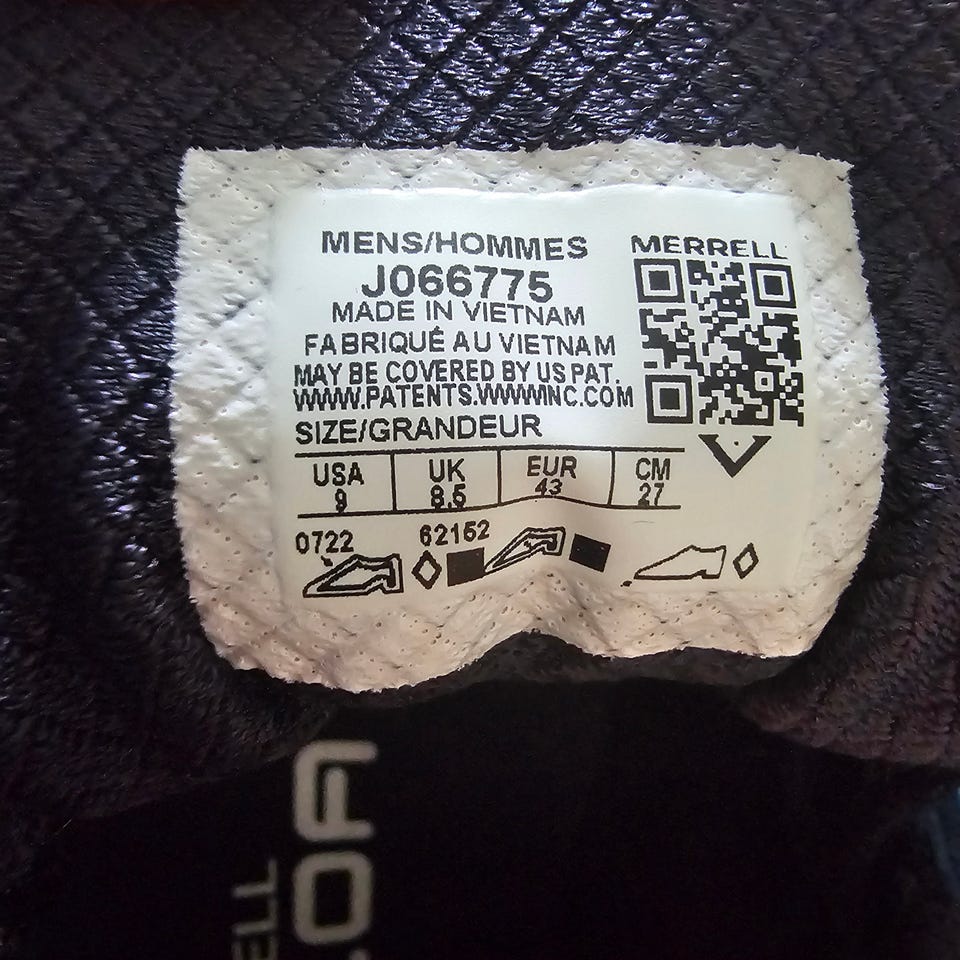 MENS/HOMMES
J066775
MADE IN VIETNAM
FABRIQUÉ AU VIETNAM
MAY BE COVERED BY US PAT.
WWW.PATENTS.WWWINC.COM
SIZE/GRANDEUR
USA UK EUR CM
9 8.5 43 27
0722 62152
MERRELL